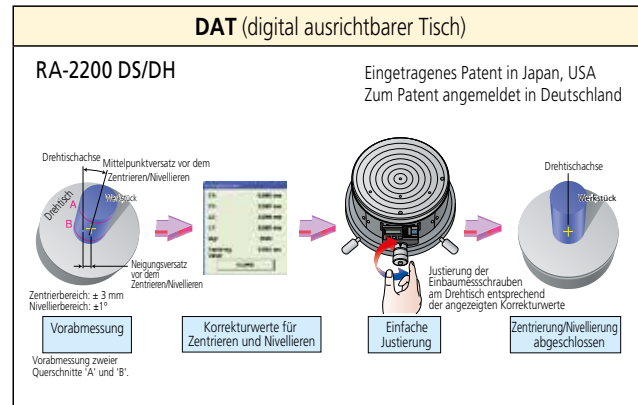 DAT (digital ausrichtbarer Tisch)
RA-2200 DS/DH
Eingetragenes Patent in Japan, USA
Zum Patent angemeldet in Deutschland
Drehtischachse
Mittelpunktversatz vor dem
Zentrieren/Nivellieren
Drehtisch
A
B
Werkstück
Neigungsversatz
vor dem
Zentrieren/Nivellieren
Zentrierbereich: ± 3 mm
Nivellierbereich: ±1°
Vorabmessung
Vorabmessung zweier
Querschnitte 'A' und 'B'.
Korrekturwerte für
Zentrieren und Nivellieren
Justierung der
Einbaumessschrauben
am Drehtisch entsprechend
der angezeigten Korrekturwerte
Einfache
Justierung
Drehtischachse
Werkstück
Zentrierung/Nivellierung
abgeschlossen